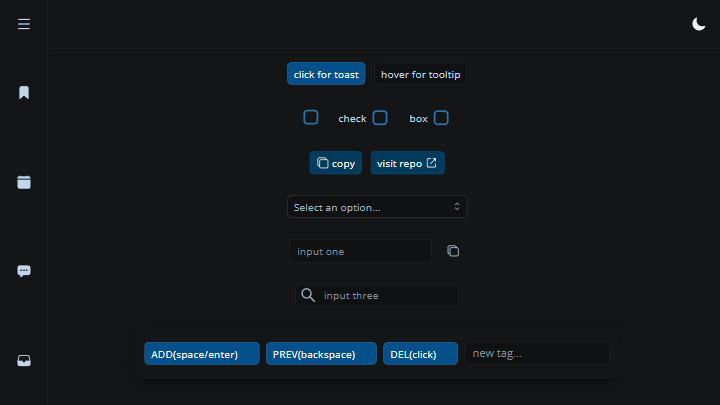 click for toast hover for tooltip
check box
copy visit repo
Select an option...
input one
input three
ADD(space/enter) PREV(backspace) DEL(click) new tag...